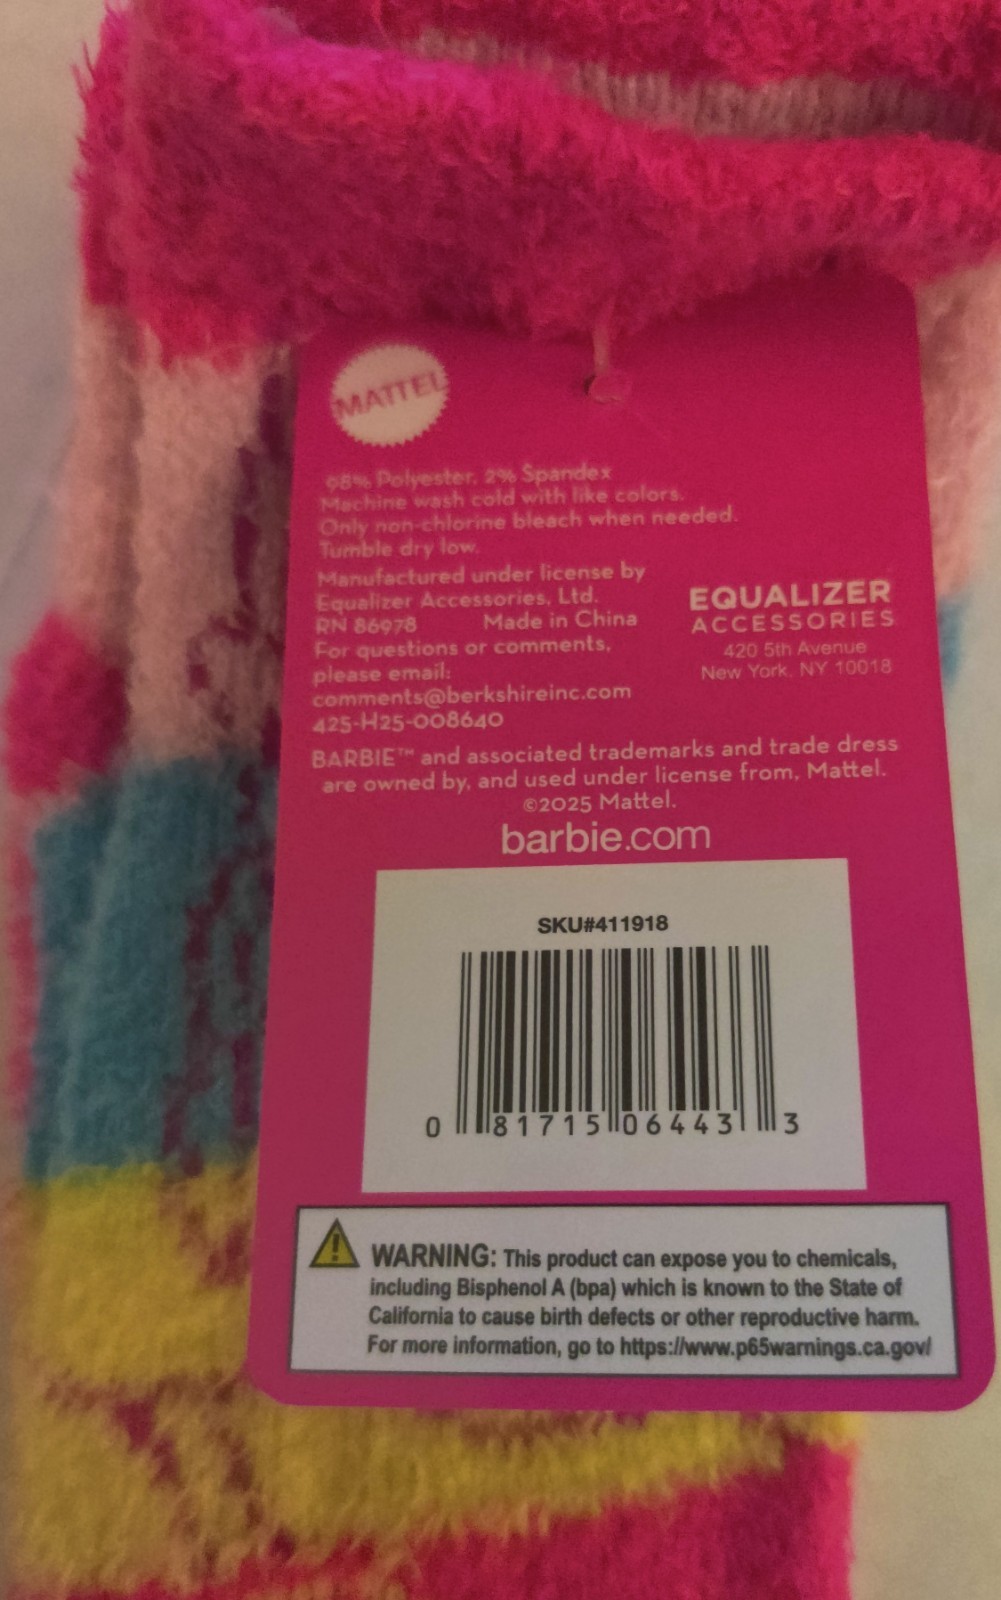 MATTEL
98% Polyester, 2% Spandex
Machine wash cold with like colors.
Only non-chlorine bleach when needed.
Tumble dry low.
Manufactured under license by
Equalizer Accessories, Ltd.
RN 86978 Made in China
For questions or comments,
please email:
comments@berkshireinc.com
425-H25-008640
EQUALIZER
ACCESSORIES
420 5th Avenue
New York, NY 10018
BARBIE™ and associated trademarks and trade dress
are owned by, and used under license from, Mattel.
©2025 Mattel.
barbie.com
SKU#411918
0 81715 06443 3
WARNING: This product can expose you to chemicals,
including Bisphenol A (bpa) which is known to the State of
California to cause birth defects or other reproductive harm.
For more information, go to https://www.p65warnings.ca.gov/